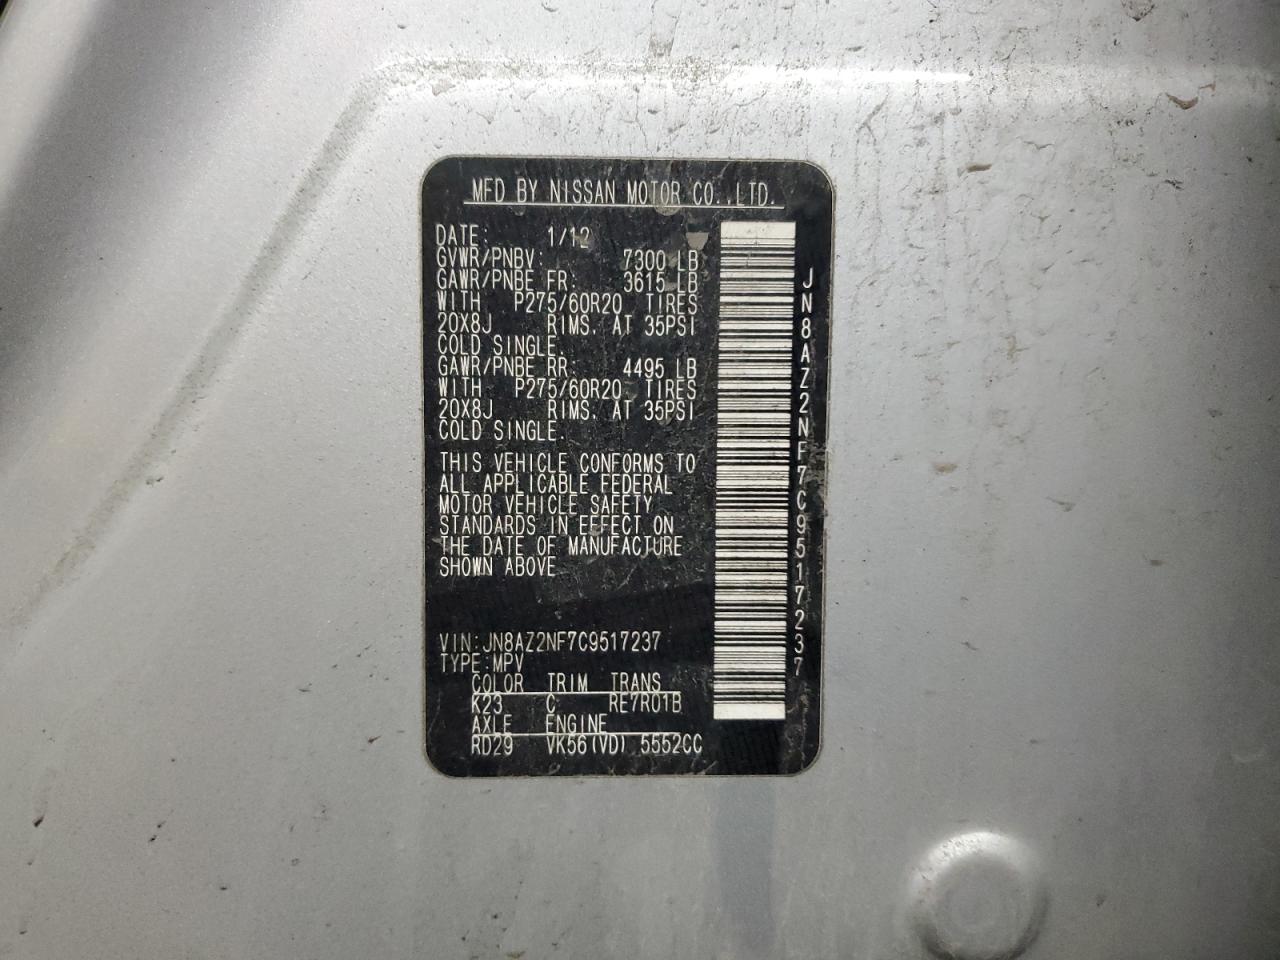 MFD BY NISSAN MOTOR CO.,LTD.
DATE: 1/12
GVWR/PNBV: 7300 LB
GAWR/PNBE FR: 3615 LB
WITH P275/60R20 TIRES
20X8J RIMS. AT 35PSI
COLD SINGLE.
GAWR/PNBE RR: 4495 LB
WITH P275/60R20 TIRES
20X8J RIMS. AT 35PSI
COLD SINGLE.
THIS VEHICLE CONFORMS TO
ALL APPLICABLE FEDERAL
MOTOR VEHICLE SAFETY
STANDARDS IN EFFECT ON
THE DATE OF MANUFACTURE
SHOWN ABOVE
VIN:JN8AZ2NF7C9517237
TYPE:MPV
COLOR TRIM TRANS
K23 C RE7R01B
AXLE ENGINE
RD29 VK56(VD) 5552CC
JN8AZ2NF7C9517237